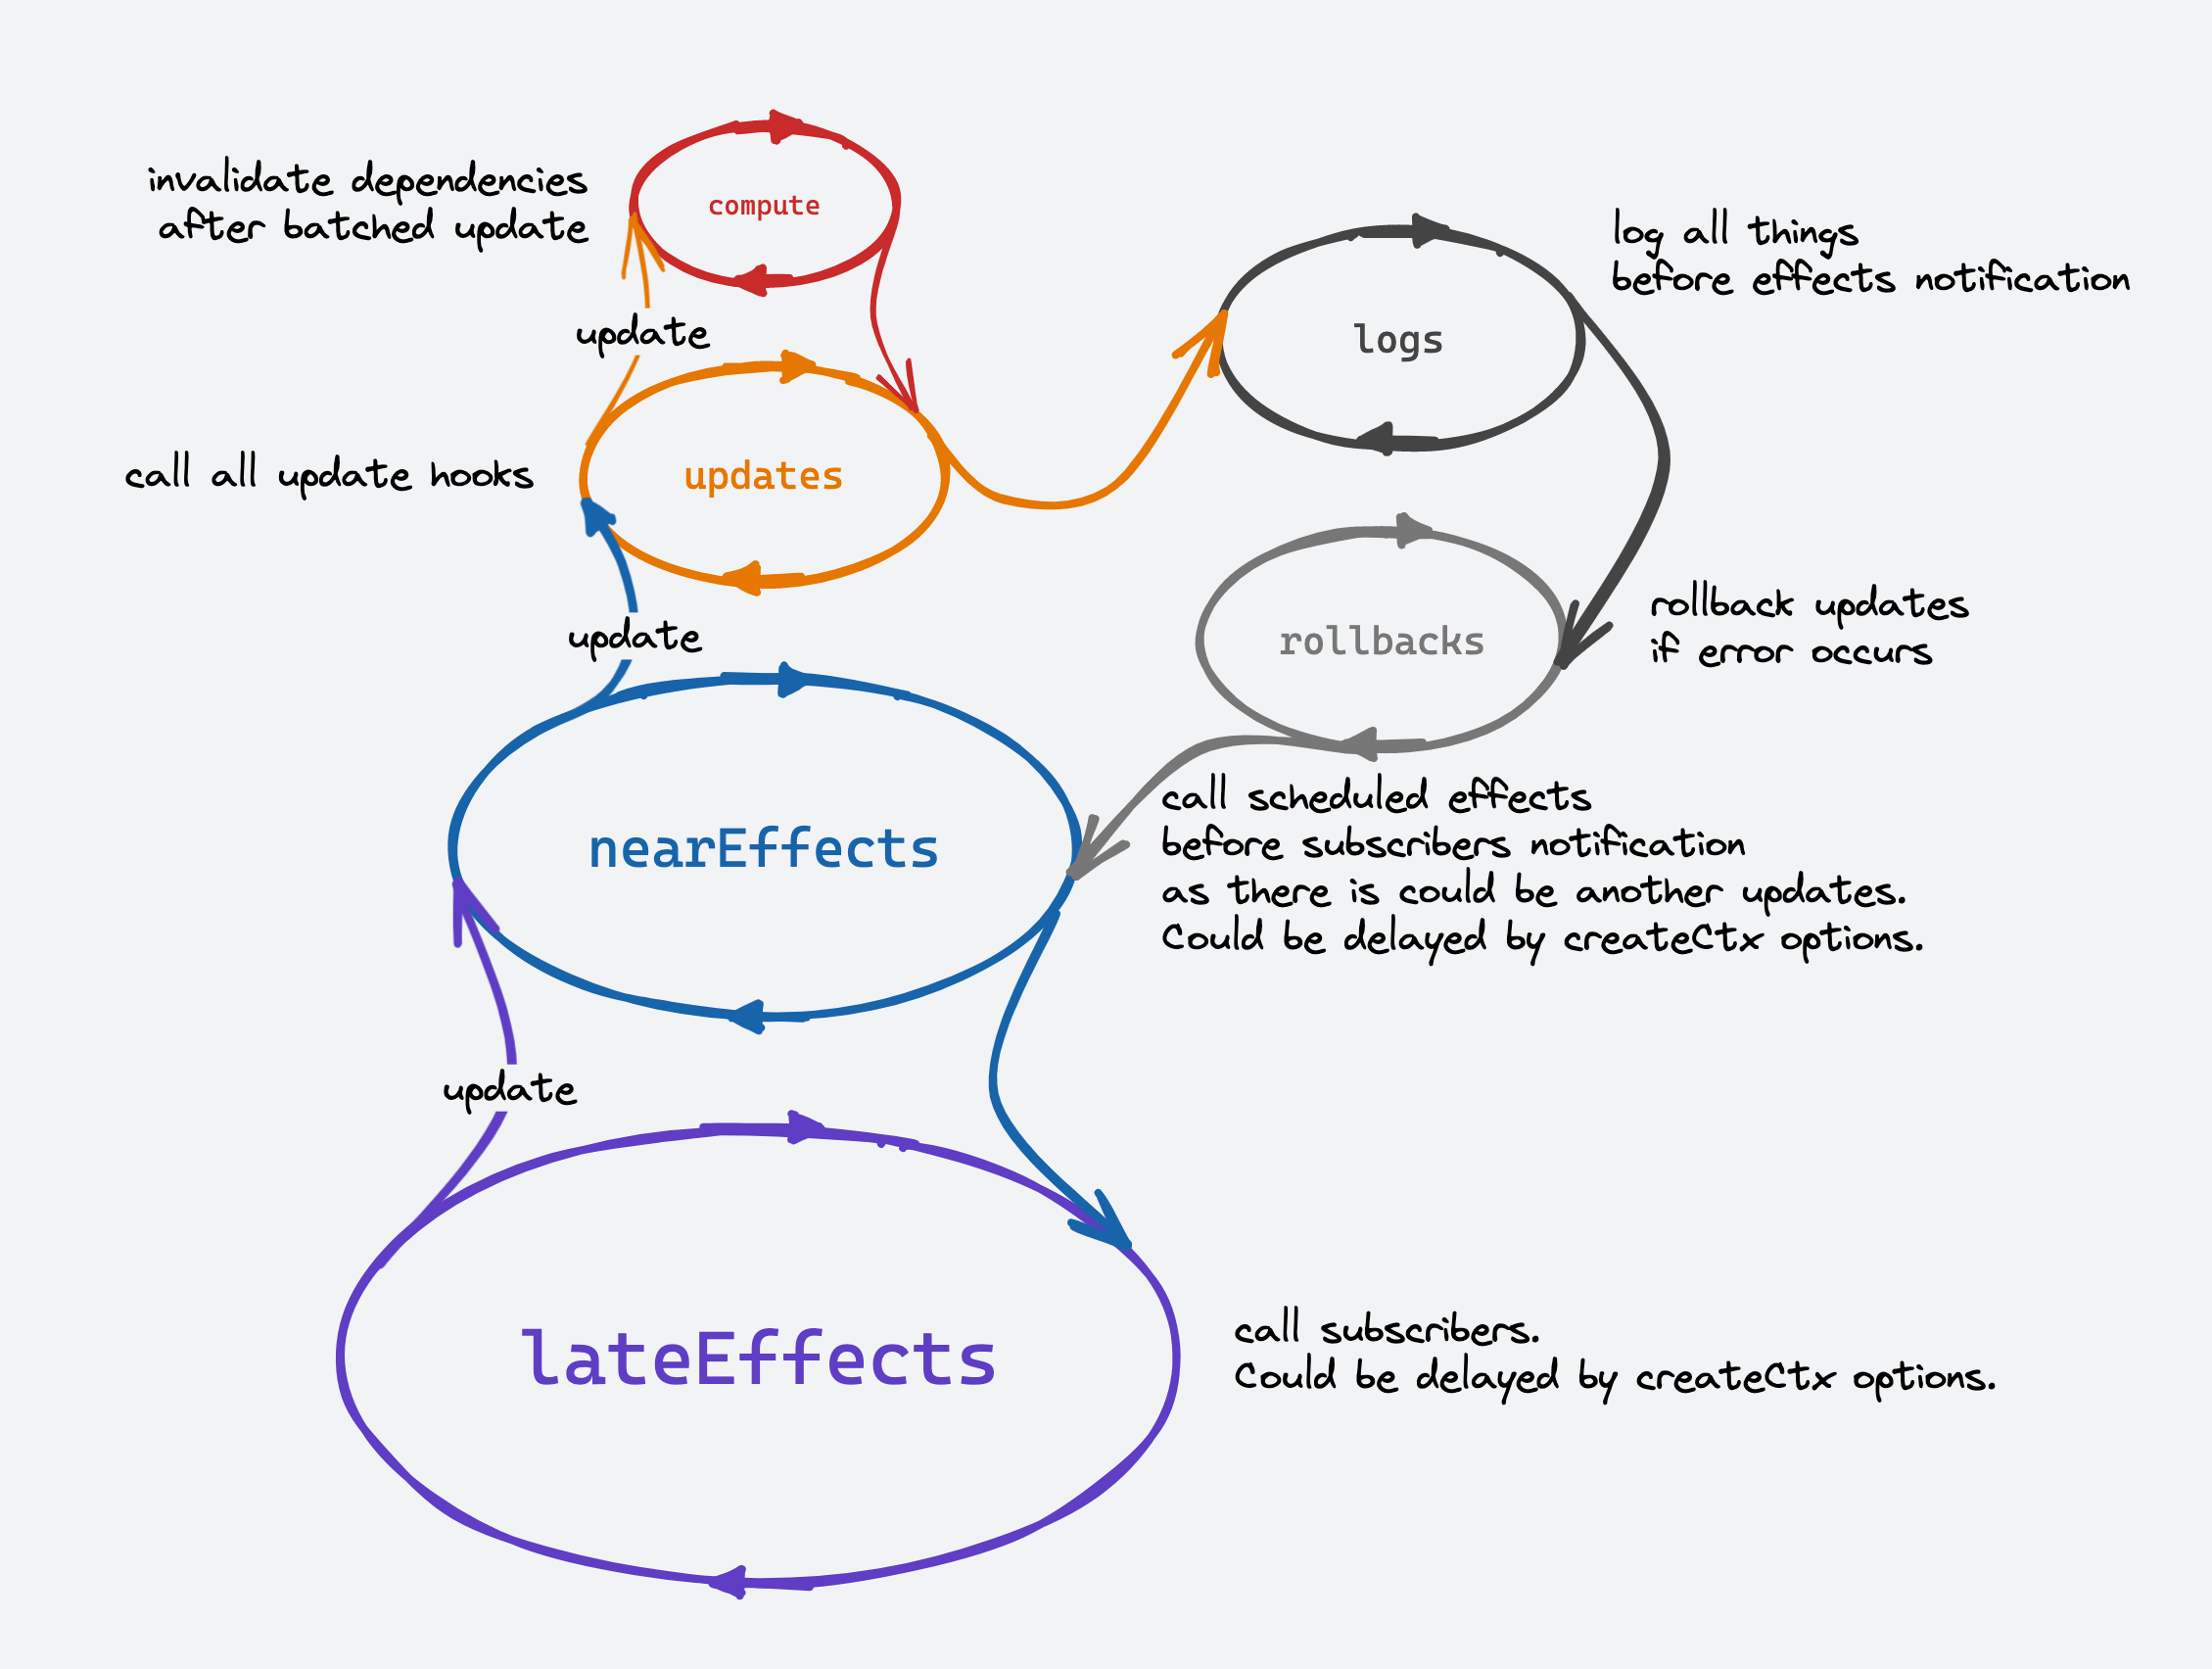 invalidate dependencies
after batched update
compute
log all things
before effects notification
update
logs
call all update hooks
updates
rollback updates
if error occurs
rollbacks
update
call scheduled effects
before subscribers notification
as there is could be another updates.
Could be delayed by createCtx options.
nearEffects
update
call subscribers.
Could be delayed by createCtx options.
lateEffects